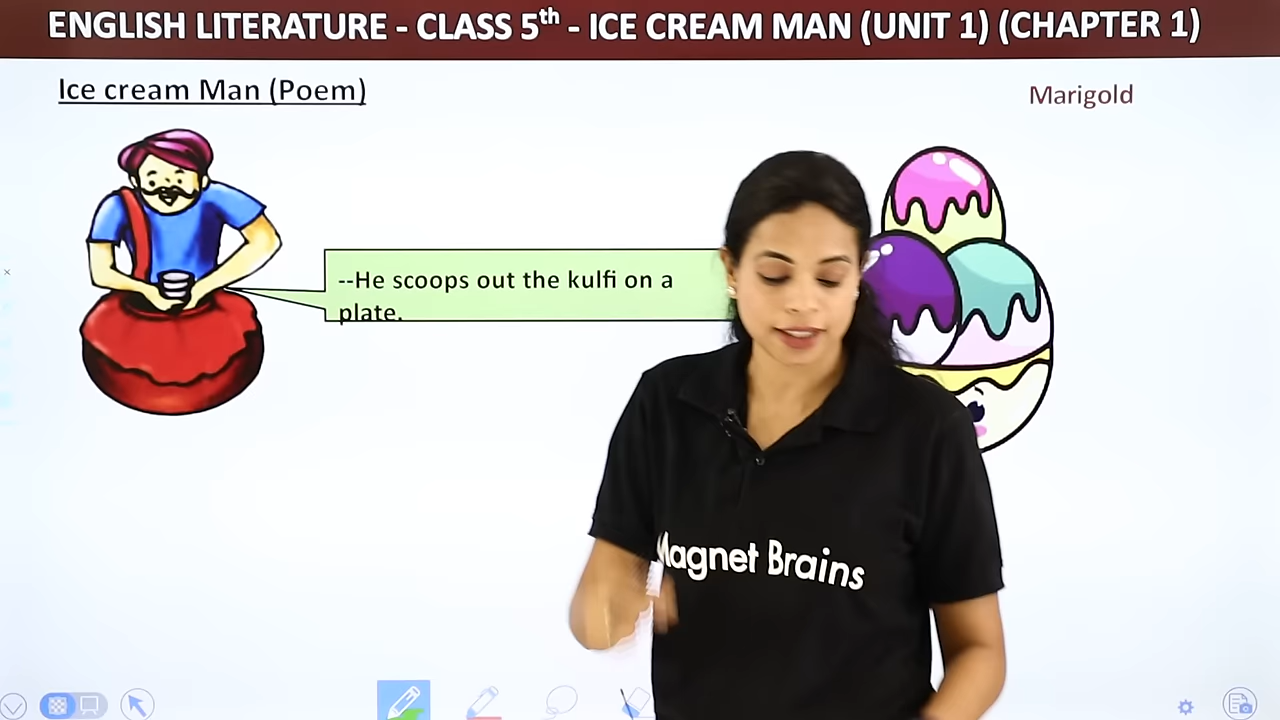 ENGLISH LITERATURE - CLASS 5th - ICE CREAM MAN (UNIT 1) (CHAPTER 1)
Ice cream Man (Poem)
Marigold
--He scoops out the kulfi on a
plate.
Magnet Brains